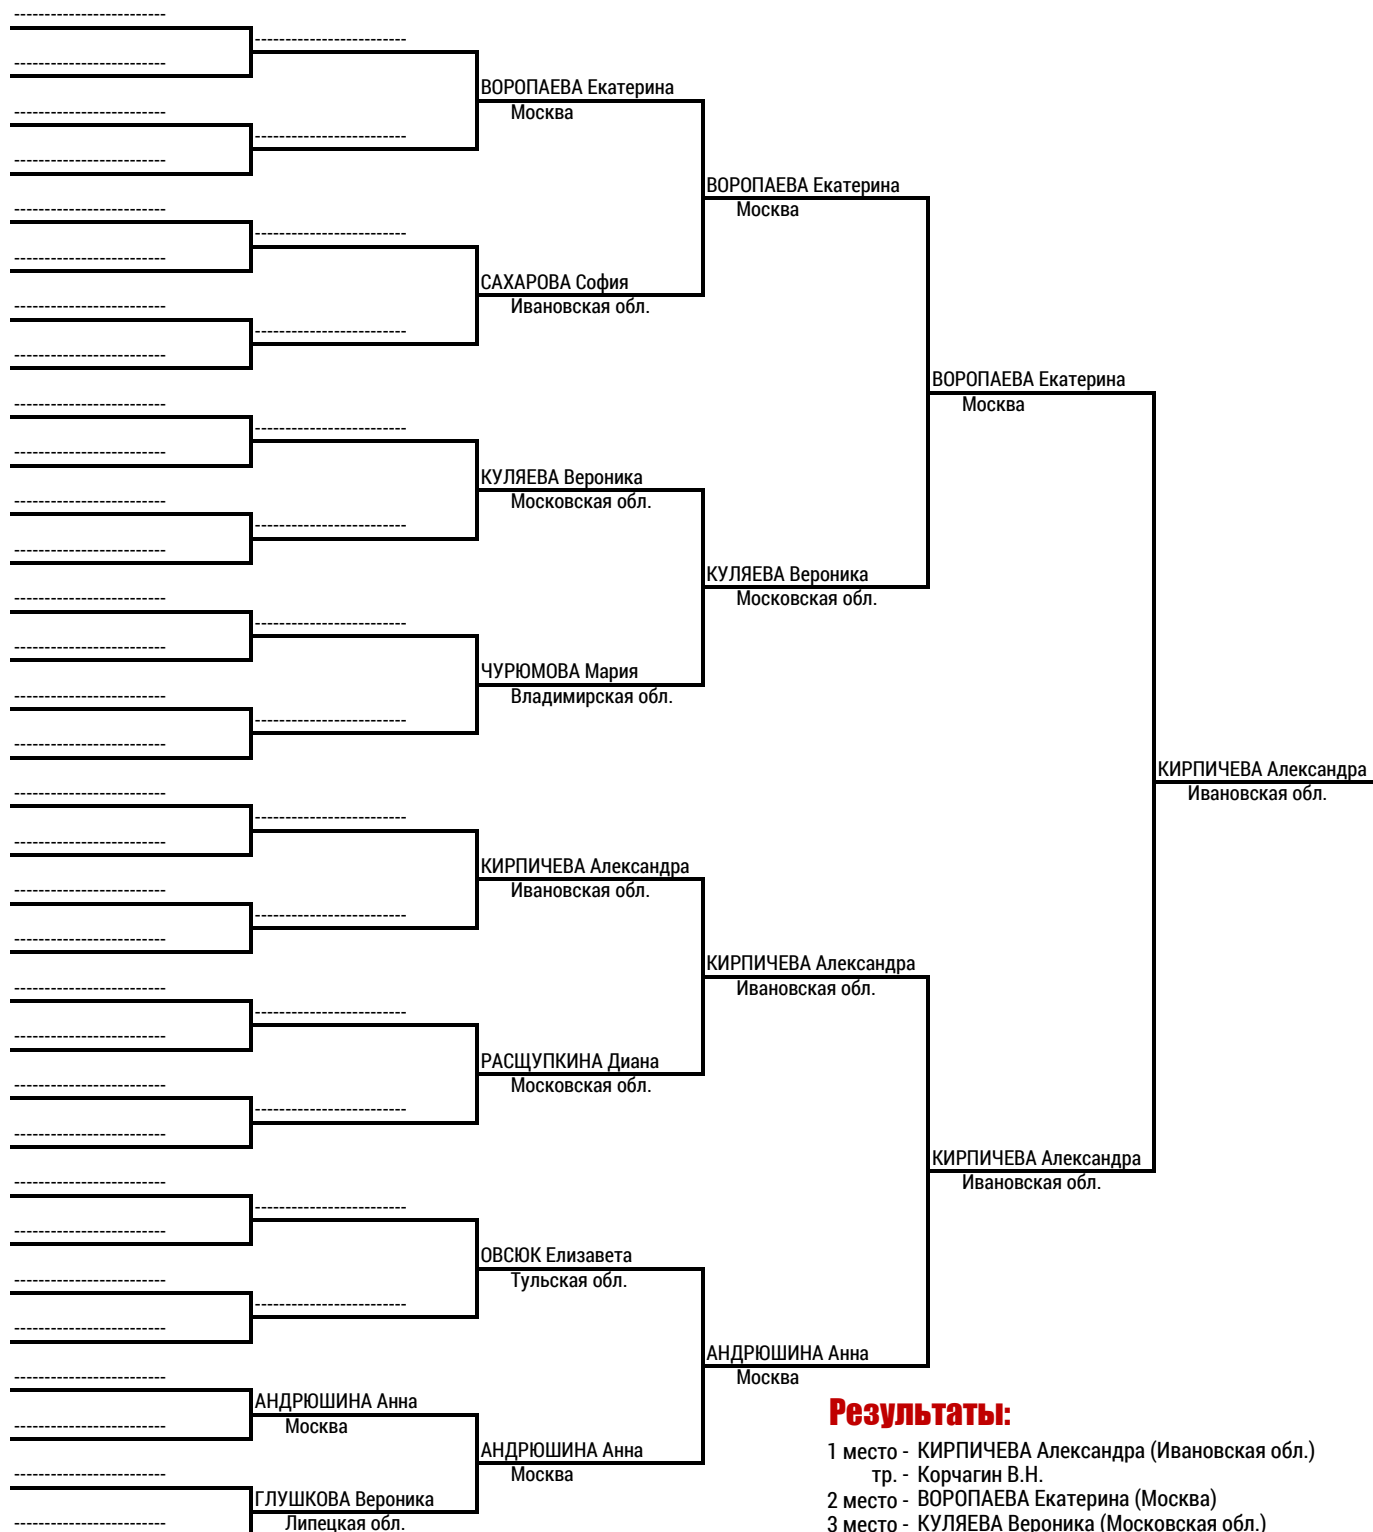 ВОРОПАЕВА Екатерина
Москва
САХАРОВА София
Ивановская обл.
КУЛЯЕВА Вероника
Московская обл.
ЧУРЮМОВА Мария
Владимирская обл.
КИРПИЧЕВА Александра
Ивановская обл.
РАСЩУПКИНА Диана
Московская обл.
ОВСЮК Елизавета
Тульская обл.
АНДРЮШИНА Анна
Москва
ГЛУШКОВА Вероника
Липецкая обл.
АНДРЮШИНА Анна
Москва
ВОРОПАЕВА Екатерина
Москва
КУЛЯЕВА Вероника
Московская обл.
КИРПИЧЕВА Александра
Ивановская обл.
АНДРЮШИНА Анна
Москва
ВОРОПАЕВА Екатерина
Москва
КИРПИЧЕВА Александра
Ивановская обл.
КИРПИЧЕВА Александра
Ивановская обл.
Результаты:
1 место - КИРПИЧЕВА Александра (Ивановская обл.)
тр. - Корчагин В.Н.
2 место - ВОРОПАЕВА Екатерина (Москва)
3 место - КУЛЯЕВА Вероника (Московская обл.)